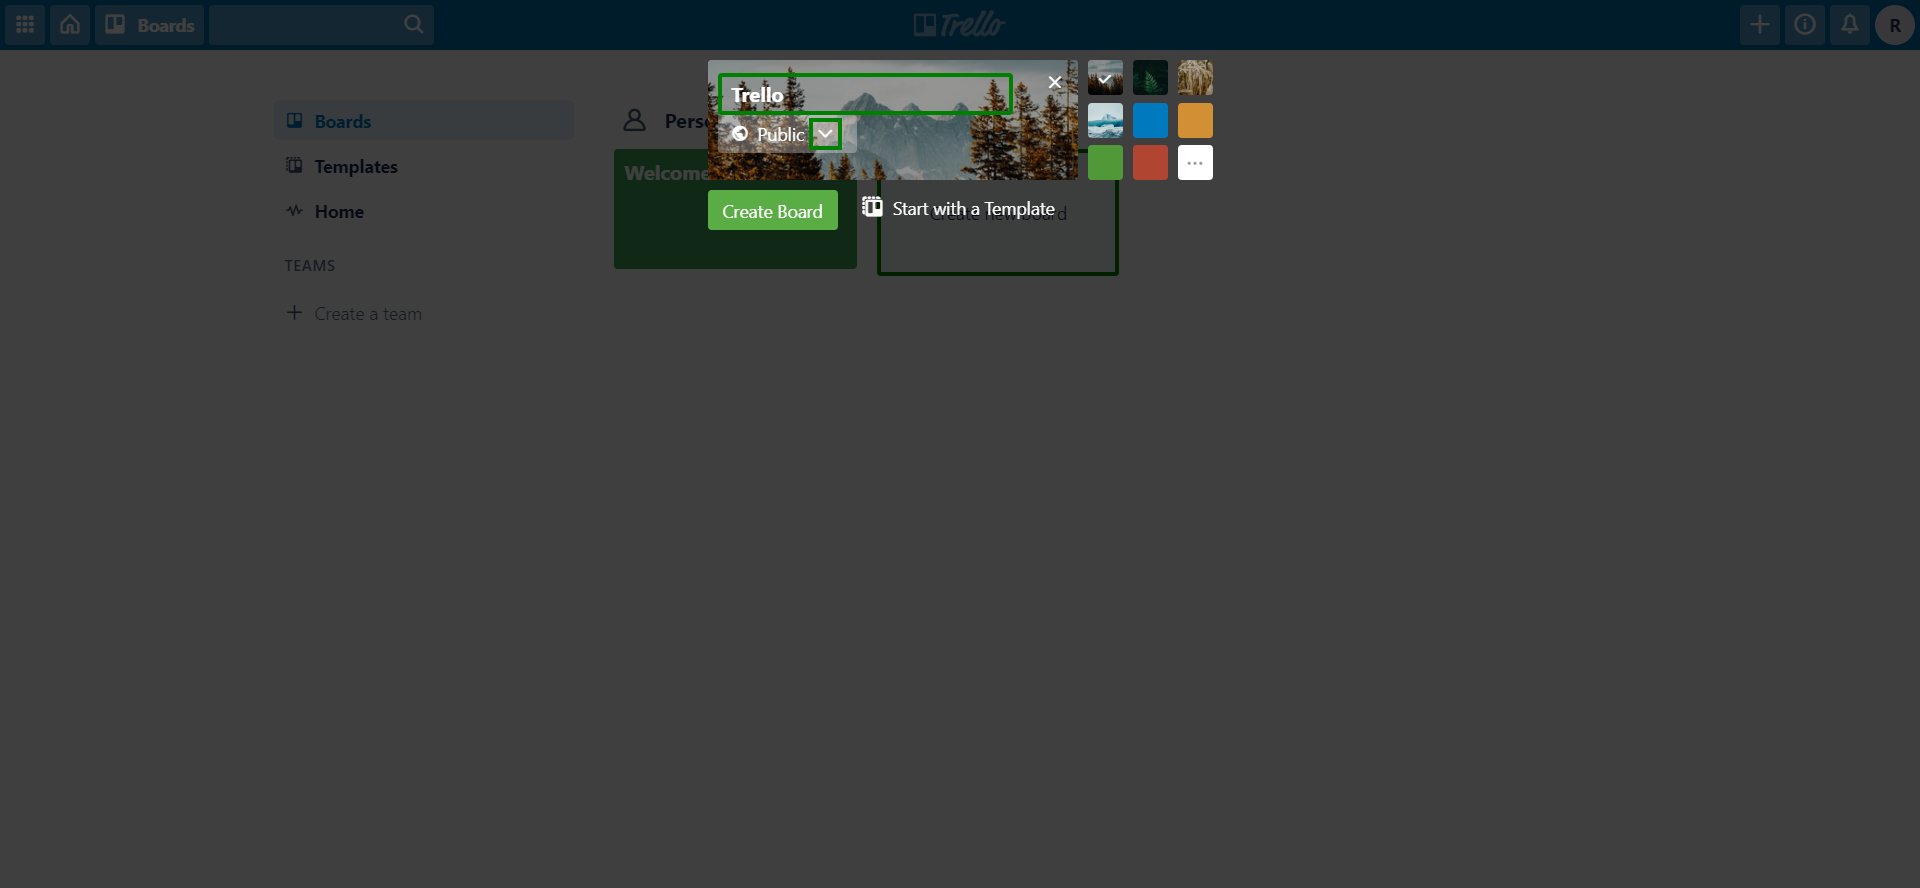 Boards
Trello
R
Trello
Public
Boards
Perso
Templates
Welcome
Home
Create Board
Start with a Template
Create new board
TEAMS
Create a team